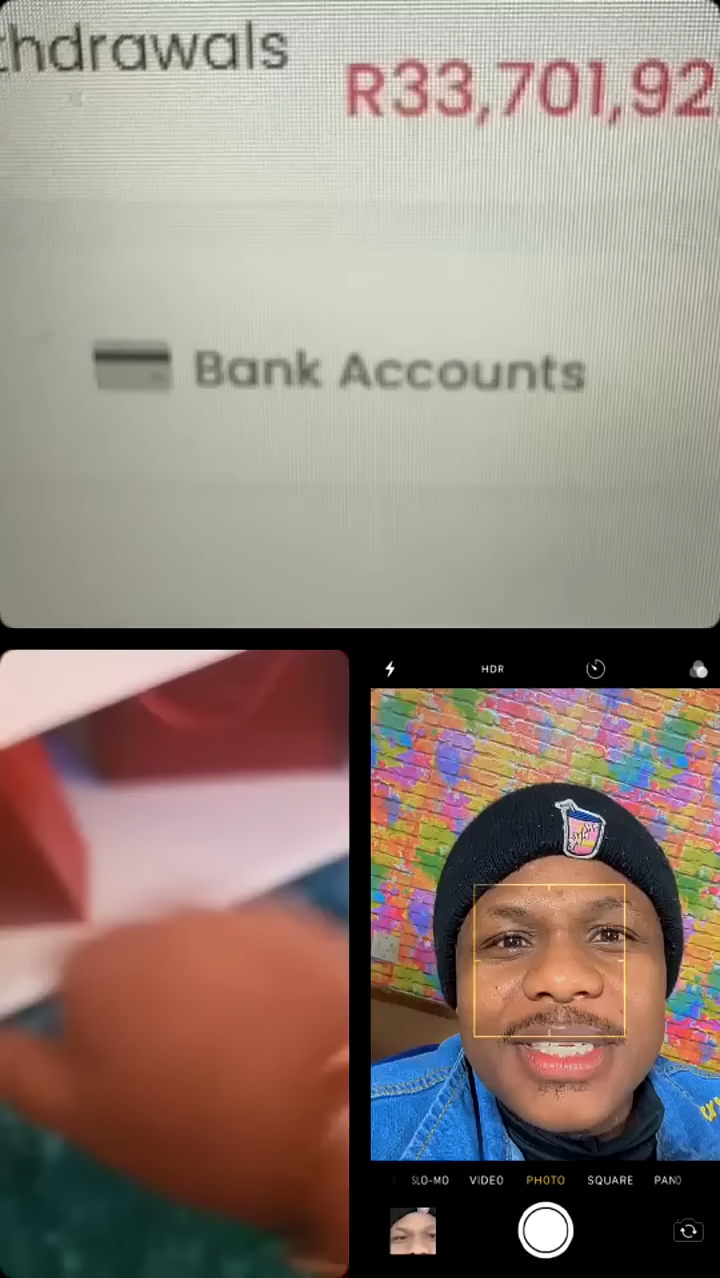 thdrawals
R33,701,92
Bank Accounts
HDR
SLO-MO VIDEO PHOTO SQUARE PANO